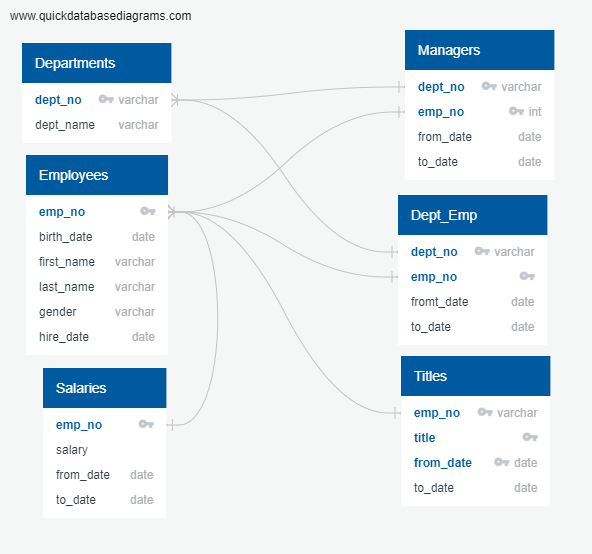 www.quickdatabasediagrams.com
Departments
dept_no varchar
dept_name varchar
Employees
emp_no
birth_date date
first_name varchar
last_name varchar
gender varchar
hire_date date
Salaries
emp_no
salary
from_date date
to_date date
Managers
dept_no varchar
emp_no int
from_date date
to_date date
Dept_Emp
dept_no varchar
emp_no
fromt_date date
to_date date
Titles
emp_no varchar
title
from_date date
to_date date